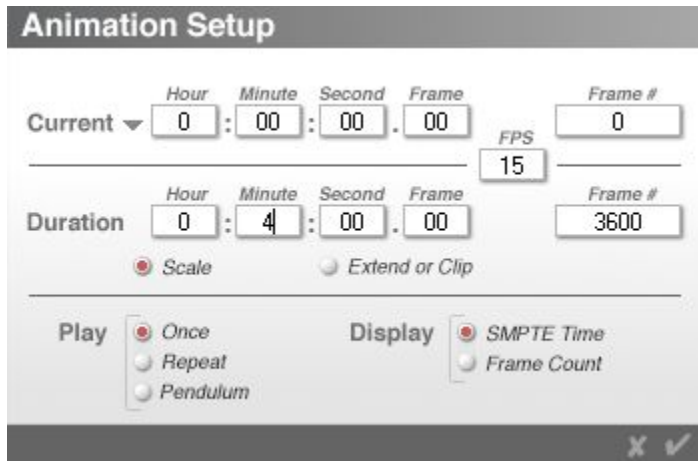 Animation Setup
Hour Minute Second Frame Frame #
Current 0 : 00 : 00 . 00 0
FPS
15
Hour Minute Second Frame Frame #
Duration 0 : 4 : 00 . 00 3600
Scale Extend or Clip
Play Once Display SMPTE Time
Repeat Frame Count
Pendulum